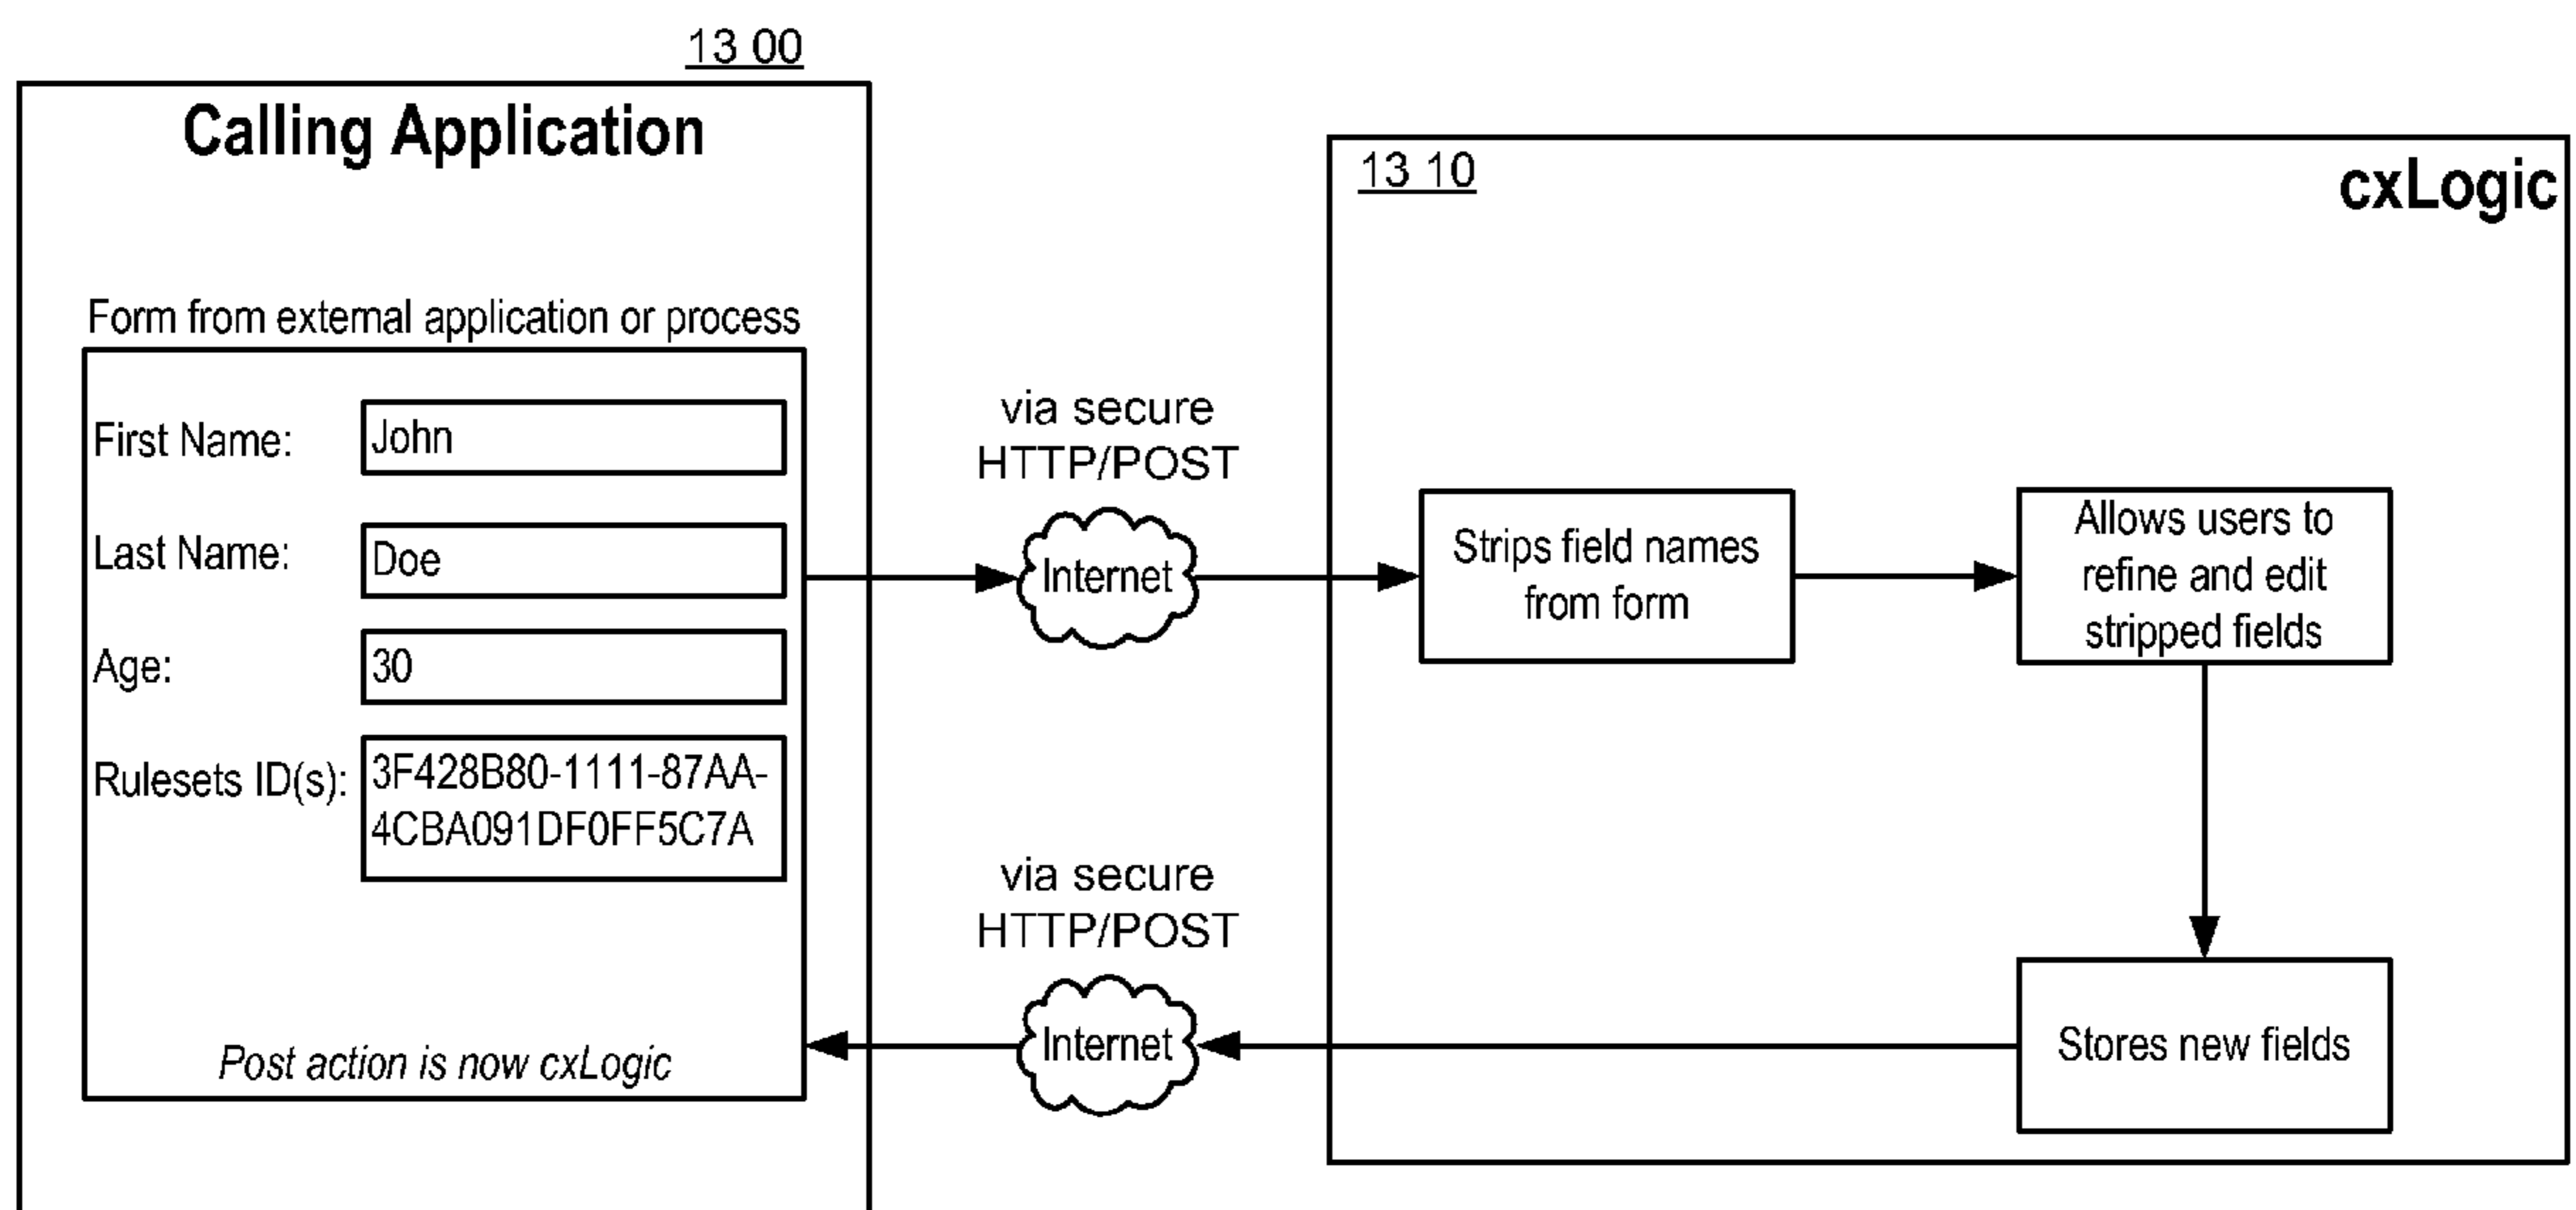 13 00
Calling Application
Form from external application or process
First Name:
John
Last Name:
Doe
Age:
30
Rulesets ID(s):
3F428B80-1111-87AA-
4CBA091DF0FF5C7A
Post action is now cxLogic
via secure
HTTP/POST
Internet
via secure
HTTP/POST
Internet
13 10
cxLogic
Strips field names
from form
Allows users to
refine and edit
stripped fields
Stores new fields